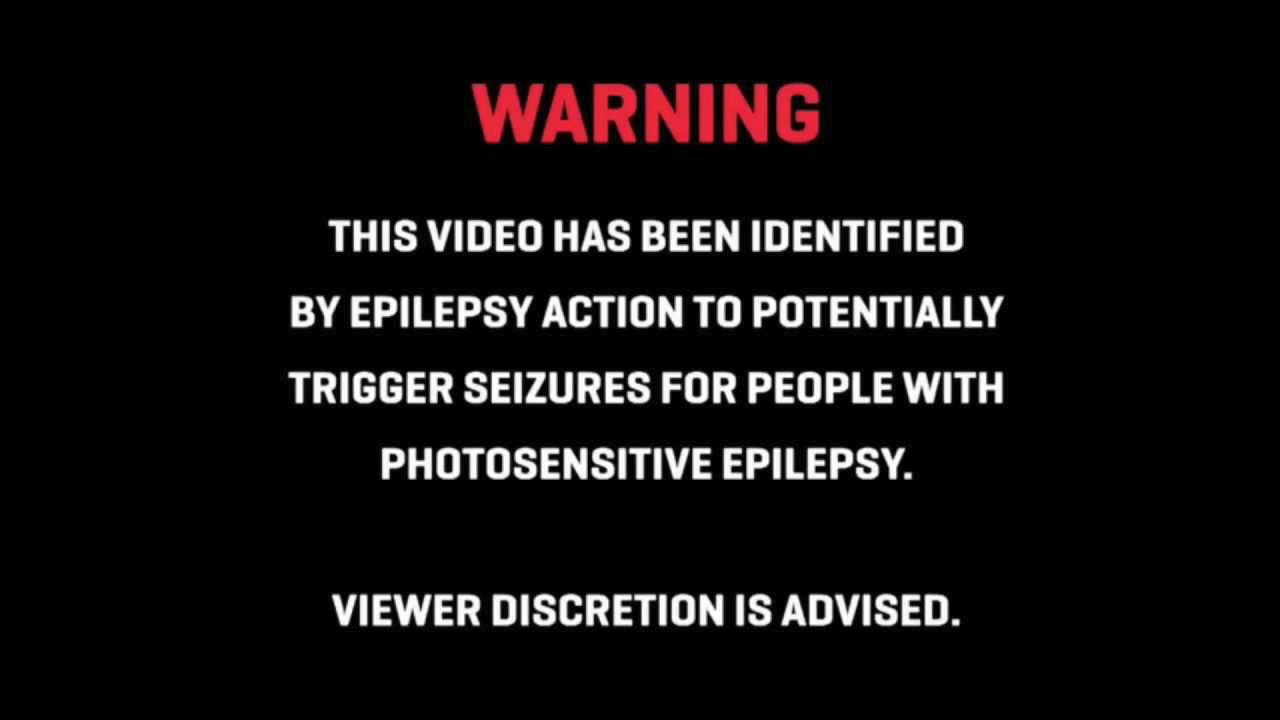 WARNING
THIS VIDEO HAS BEEN IDENTIFIED
BY EPILEPSY ACTION TO POTENTIALLY
TRIGGER SEIZURES FOR PEOPLE WITH
PHOTOSENSITIVE EPILEPSY.
VIEWER DISCRETION IS ADVISED.